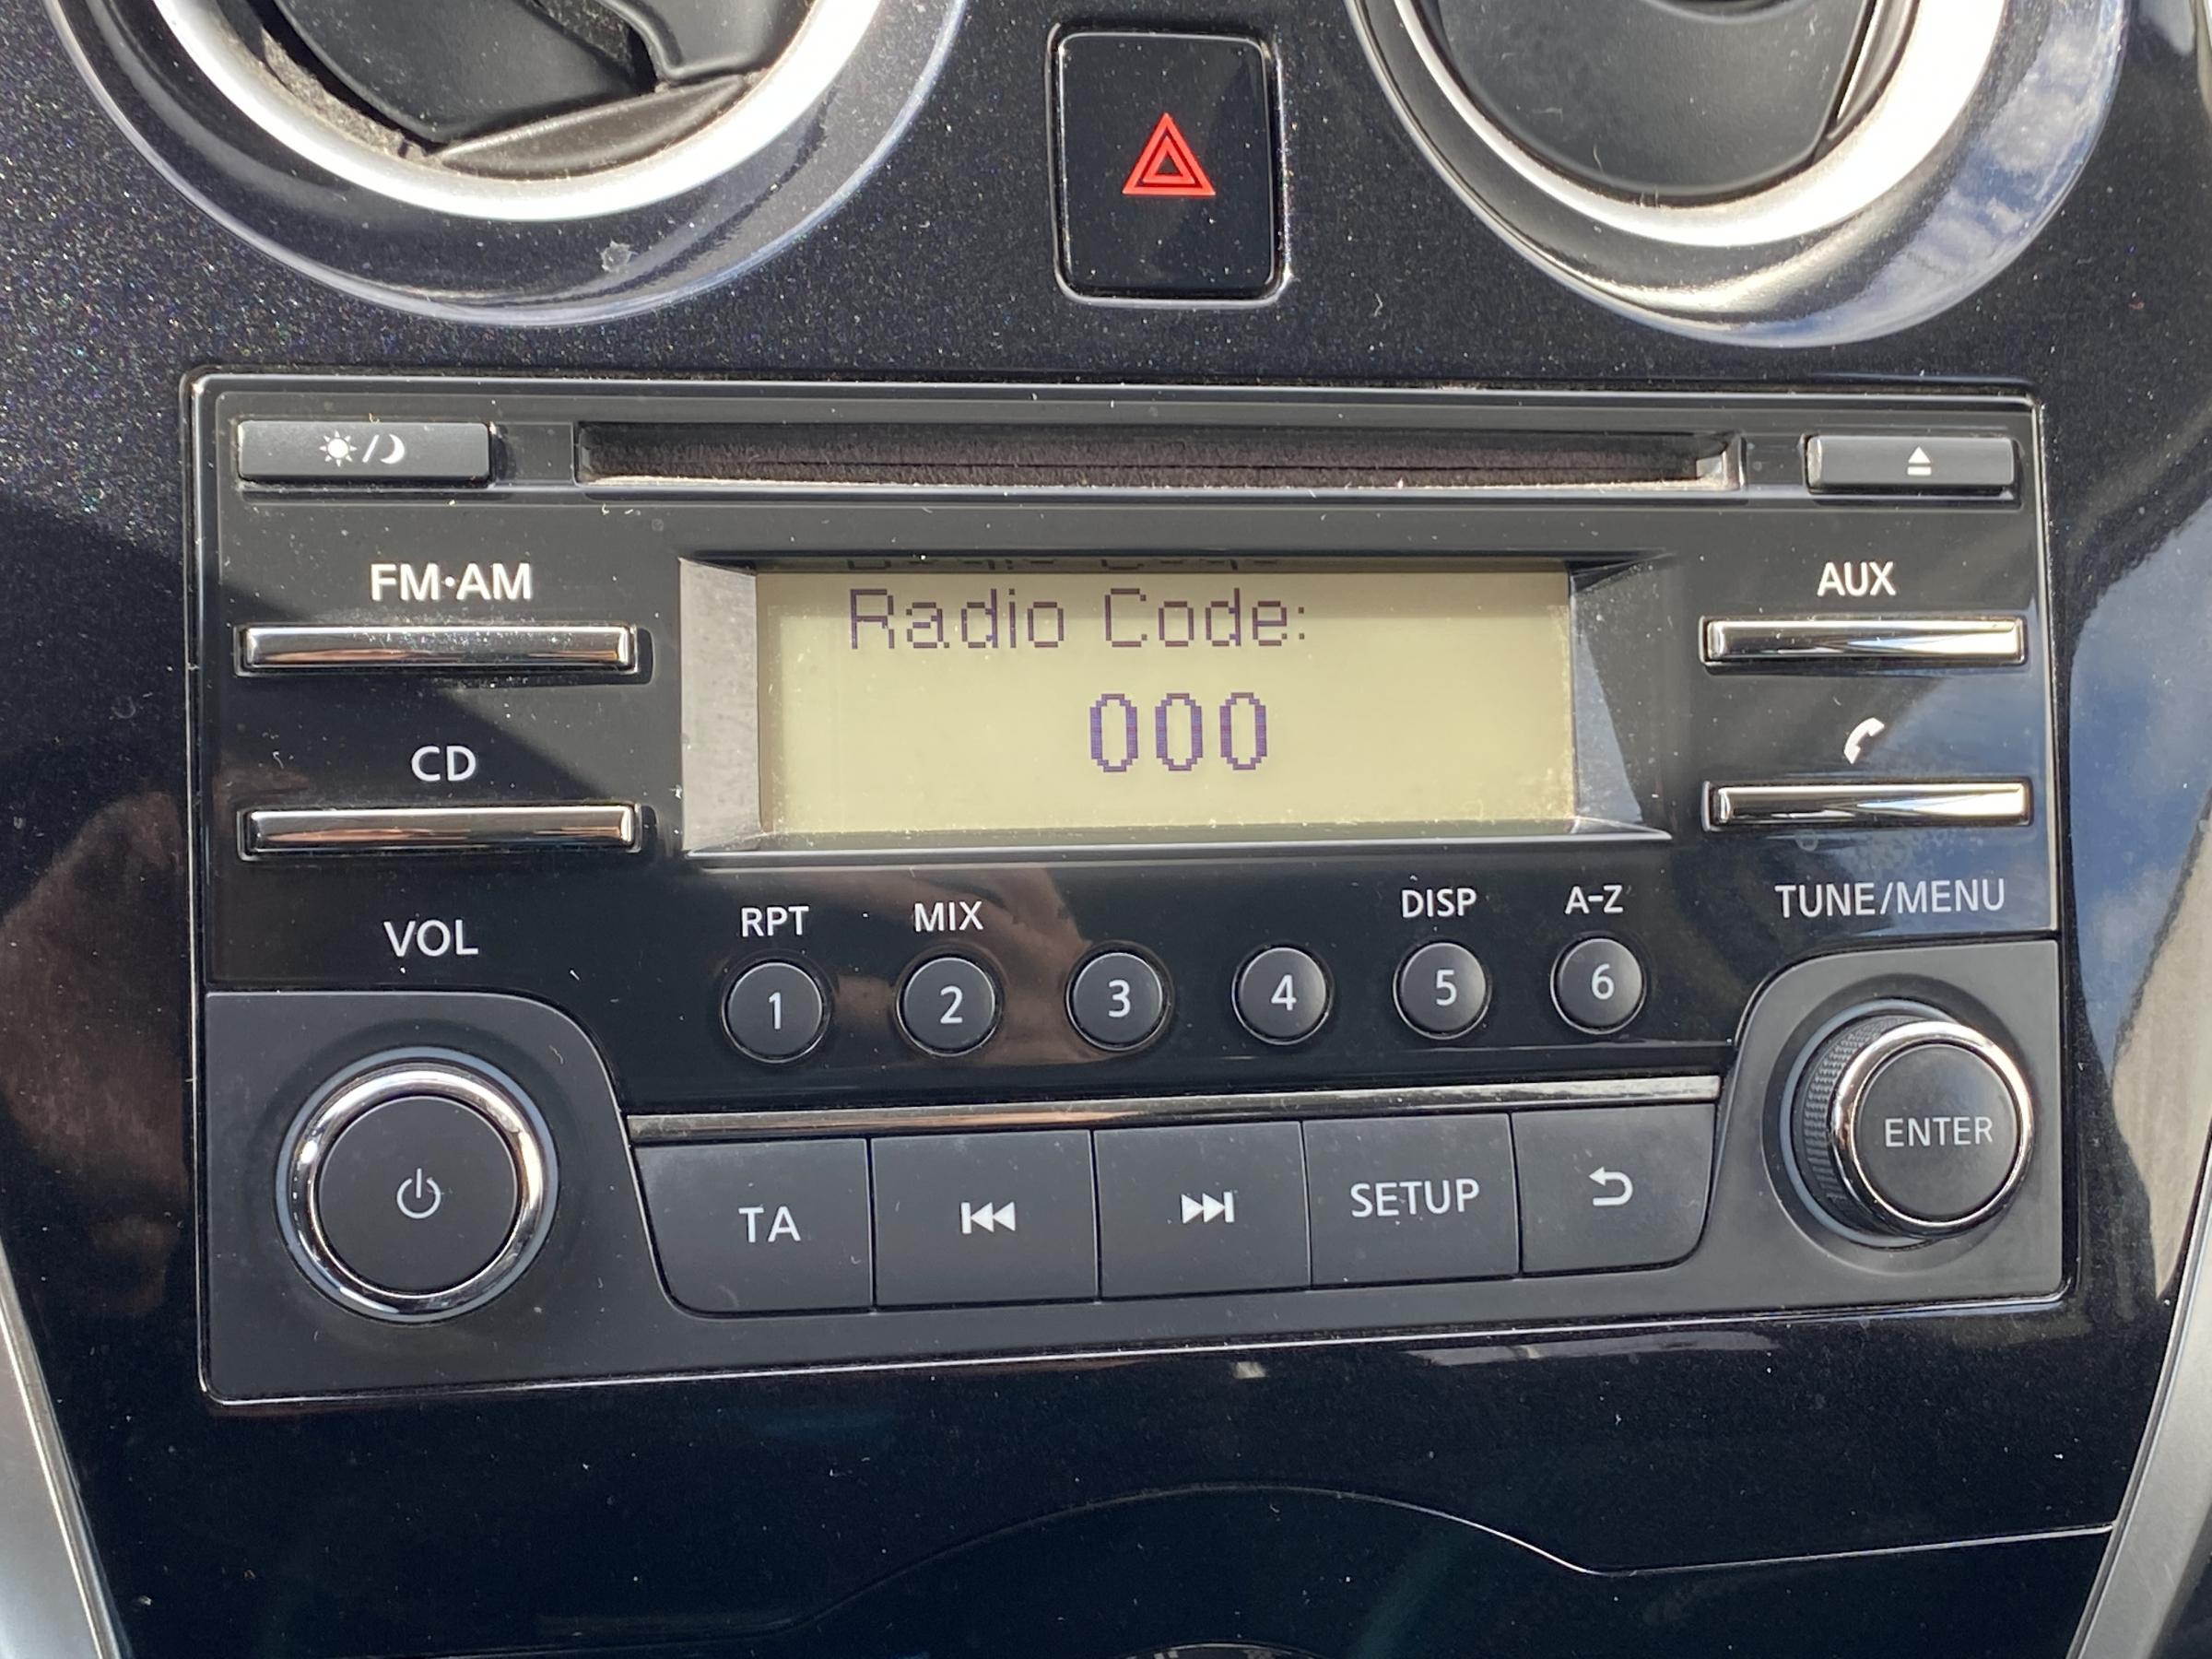 FM·AM
AUX
Radio Code:
000
CD
VOL
RPT
MIX
DISP
A-Z
TUNE/MENU
1
2
3
4
5
6
TA
SETUP
ENTER